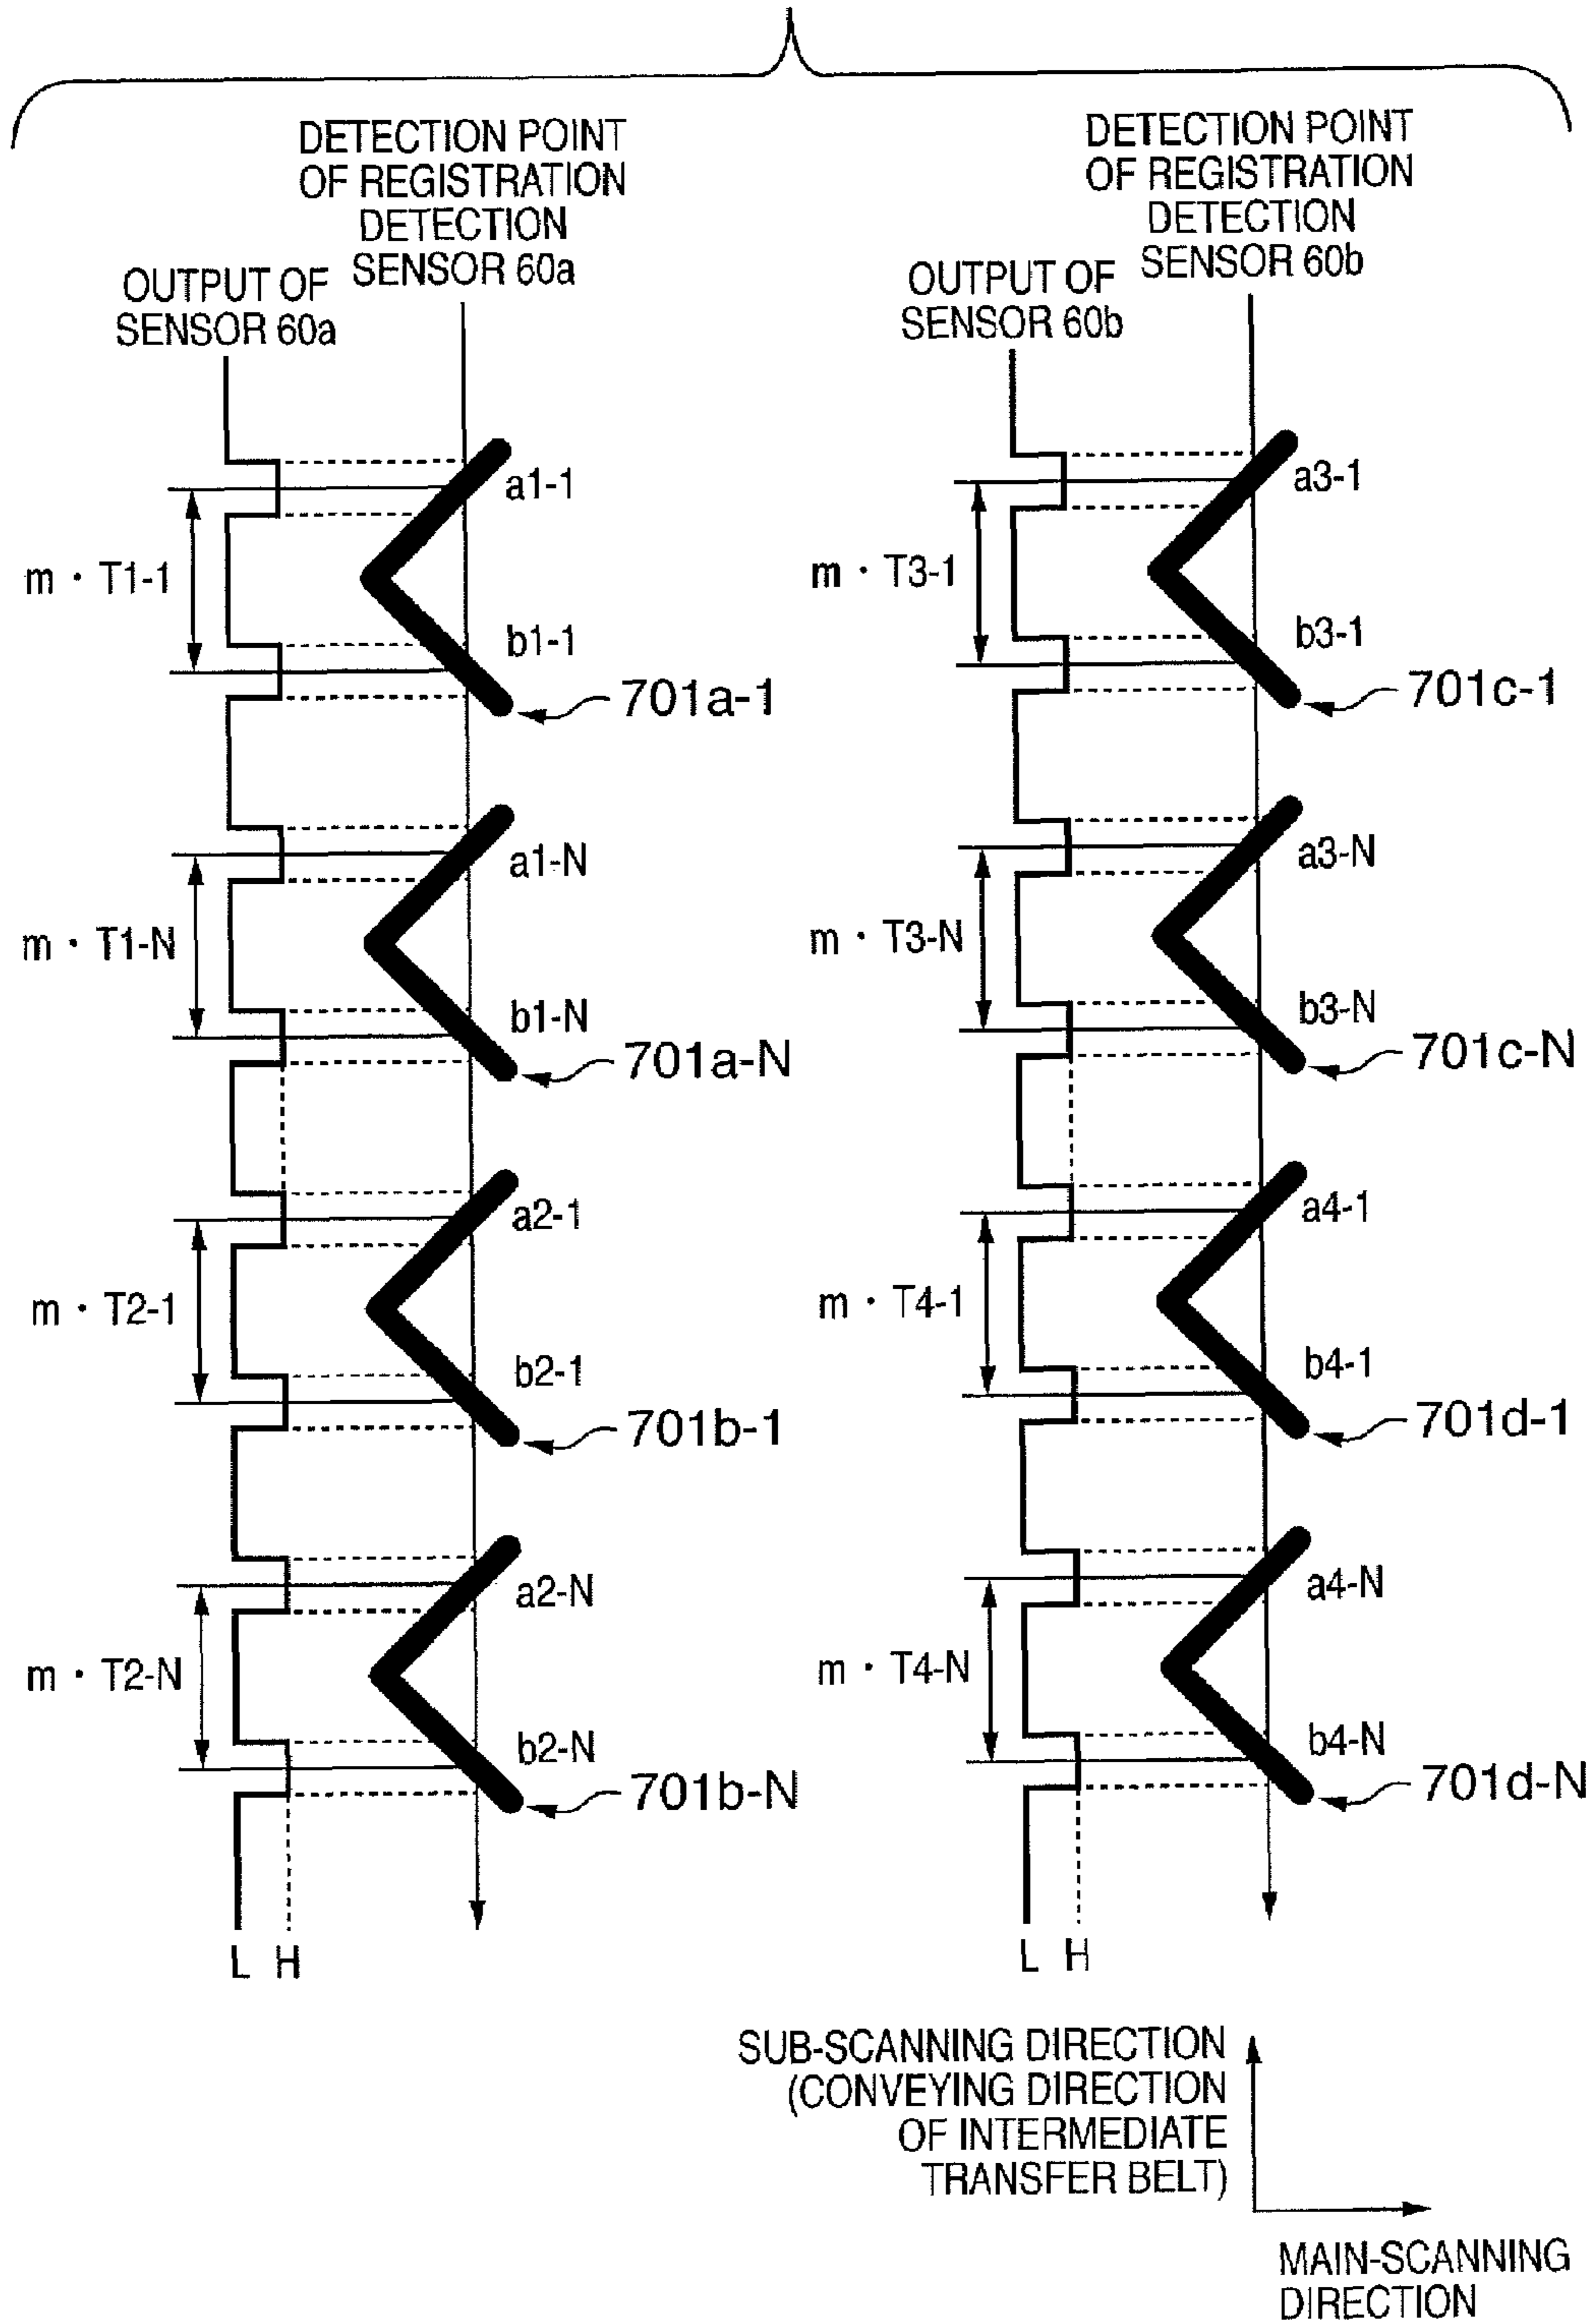 DETECTION POINT
OF REGISTRATION
DETECTION
SENSOR 60a
OUTPUT OF
SENSOR 60a
a1-1
m · T1-1
b1-1
701a-1
a1-N
m · T1-N
b1-N
701a-N
a2-1
m · T2-1
b2-1
701b-1
a2-N
m · T2-N
b2-N
701b-N
L H
DETECTION POINT
OF REGISTRATION
DETECTION
SENSOR 60b
OUTPUT OF
SENSOR 60b
a3-1
m · T3-1
b3-1
701c-1
a3-N
m · T3-N
b3-N
701c-N
a4-1
m · T4-1
b4-1
701d-1
a4-N
m · T4-N
b4-N
701d-N
L H
SUB-SCANNING DIRECTION
(CONVEYING DIRECTION
OF INTERMEDIATE
TRANSFER BELT)
MAIN-SCANNING
DIRECTION